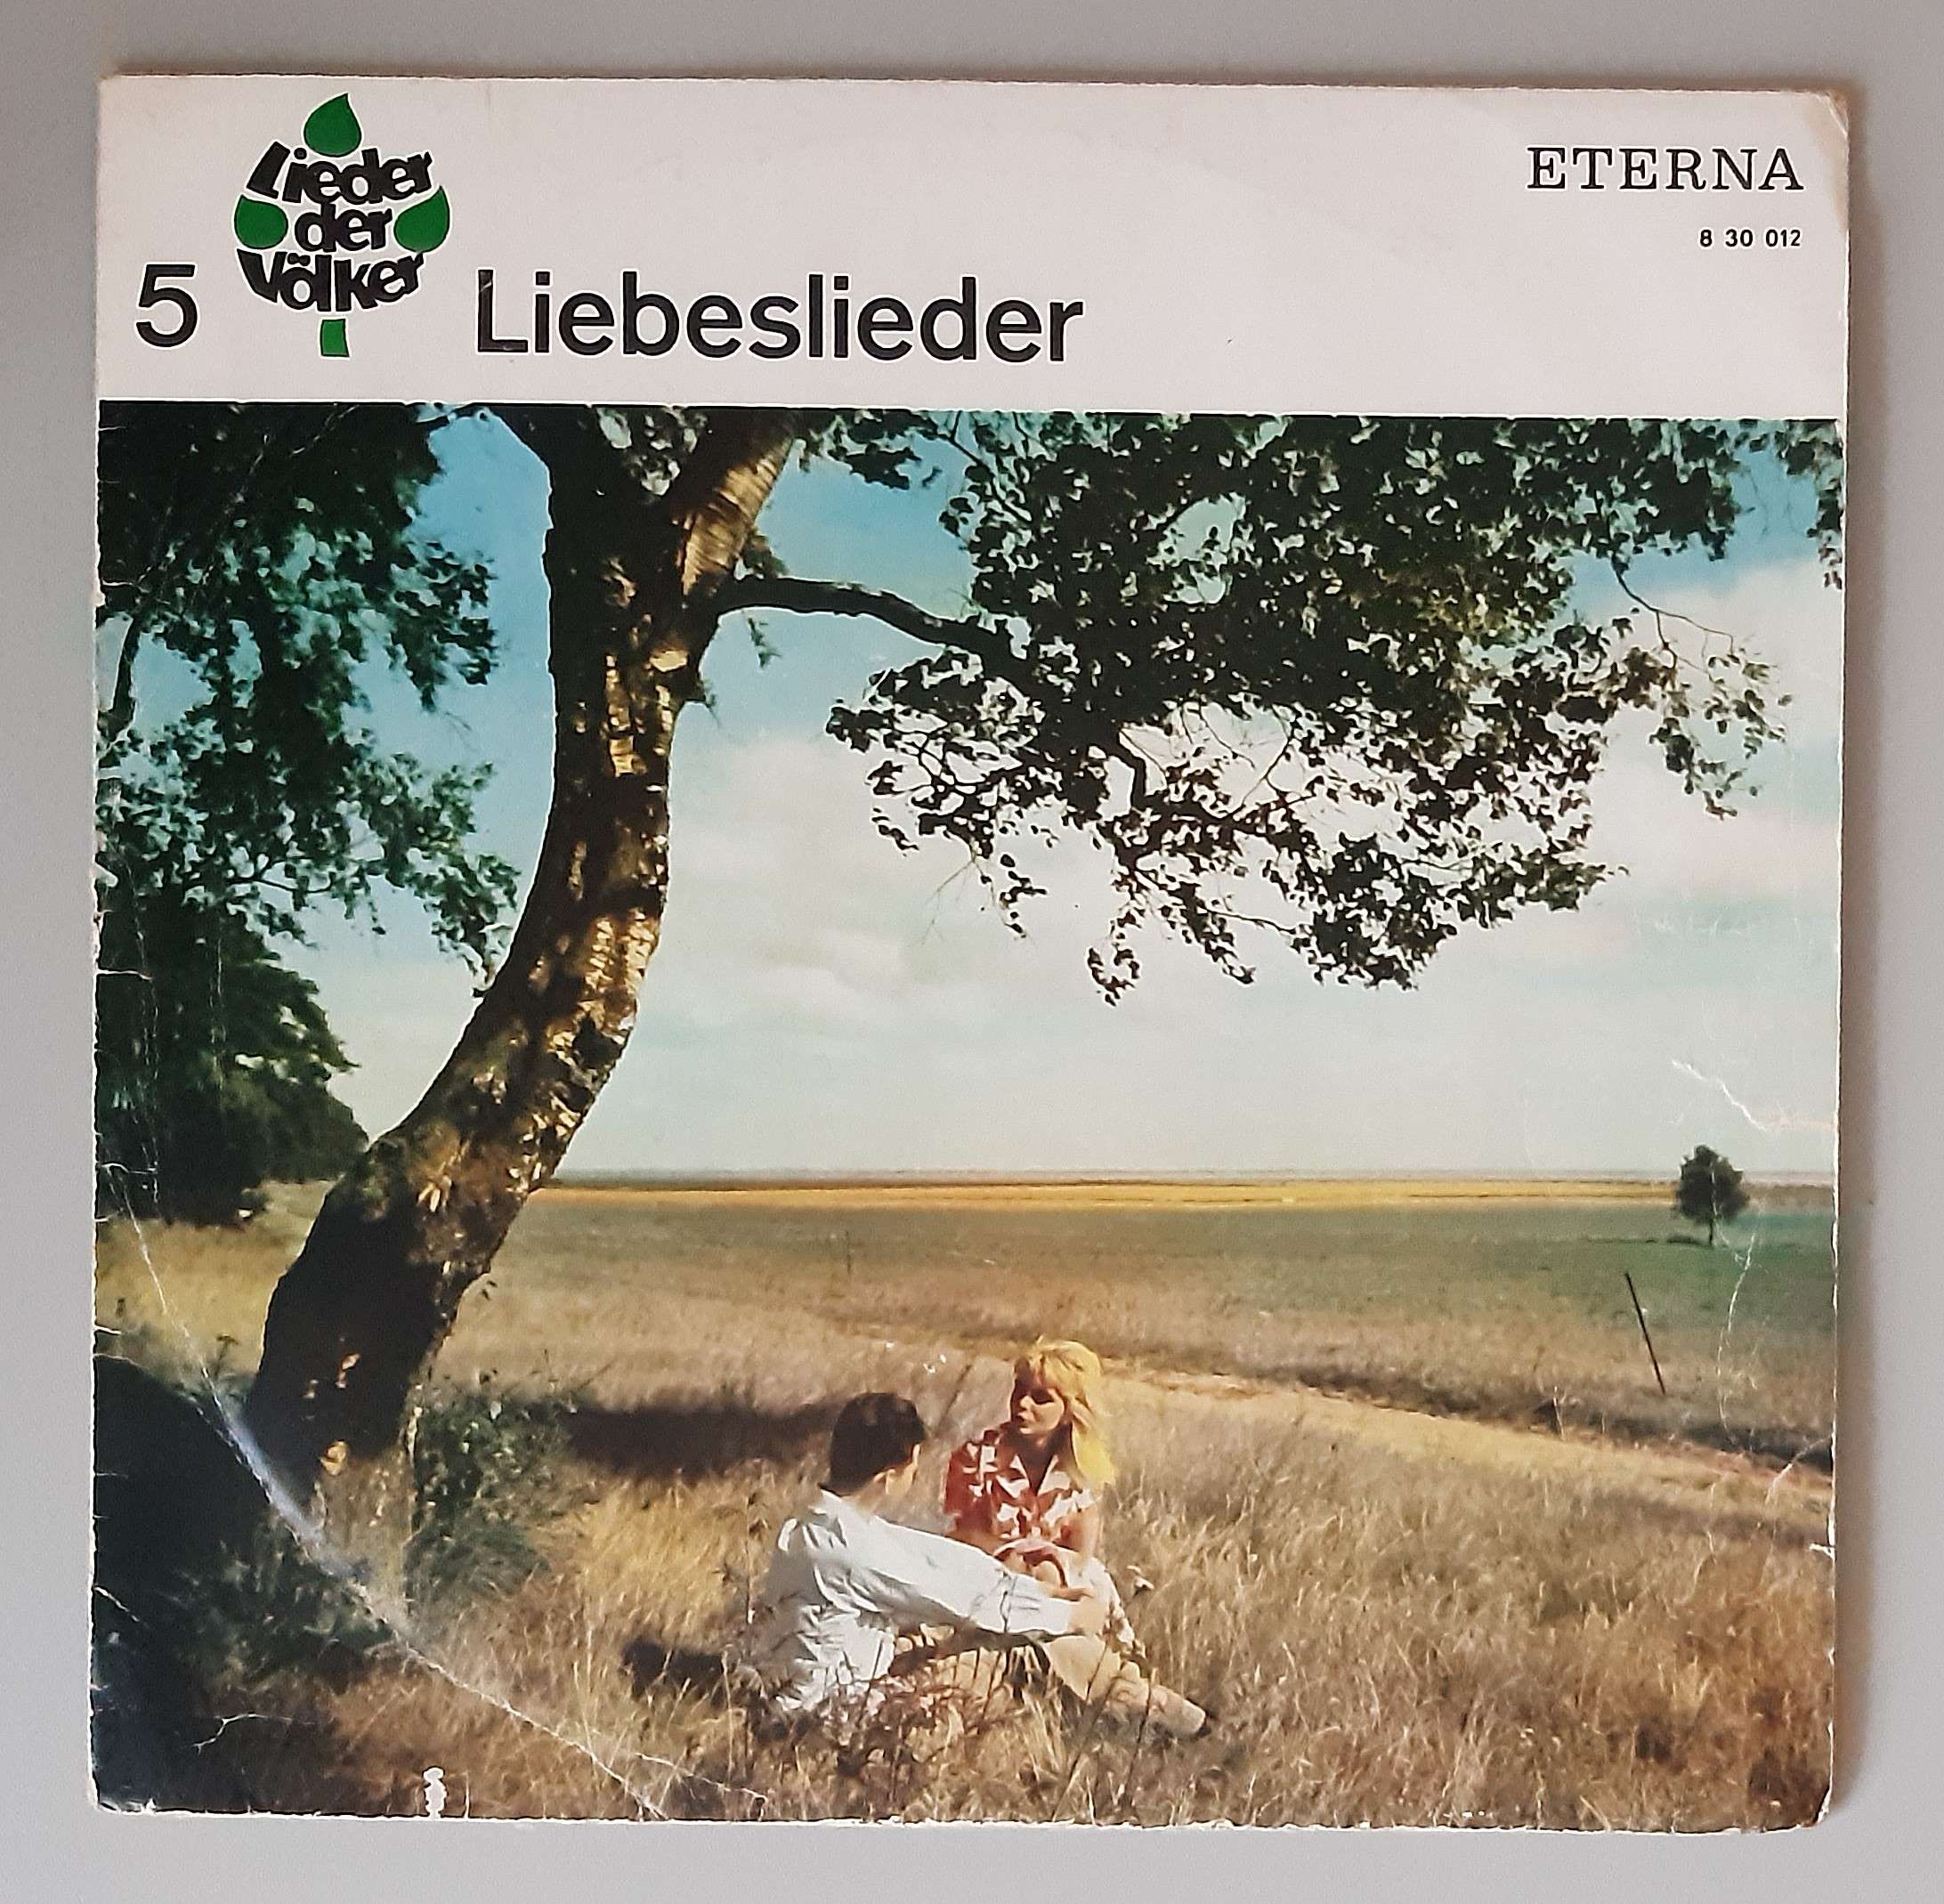 Lieder
der
Völker
5 Liebeslieder
ETERNA
8 30 012